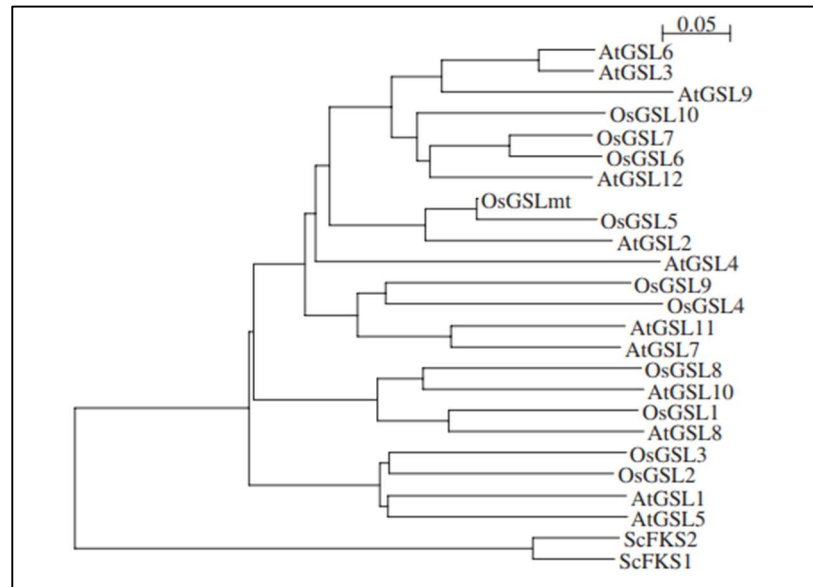 0.05
AtGSL6
AtGSL3
AtGSL9
OsGSL10
OsGSL7
OsGSL6
AtGSL12
OsGSLmt
OsGSL5
AtGSL2
AtGSL4
OsGSL9
OsGSL4
AtGSL11
AtGSL7
OsGSL8
AtGSL10
OsGSL1
AtGSL8
OsGSL3
OsGSL2
AtGSL1
AtGSL5
ScFKS2
ScFKS1